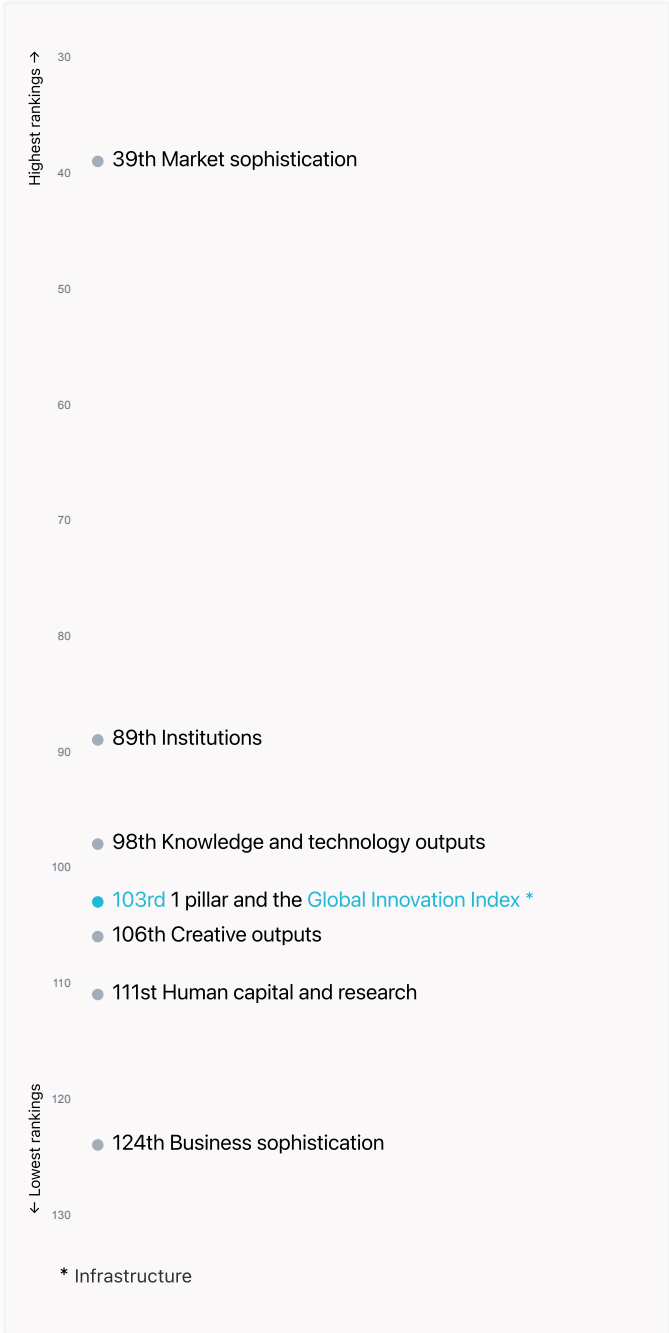 Highest rankings →
30
39th Market sophistication
40
50
60
70
80
89th Institutions
90
98th Knowledge and technology outputs
100
103rd 1 pillar and the Global Innovation Index *
106th Creative outputs
110
111st Human capital and research
← Lowest rankings
120
124th Business sophistication
130
* Infrastructure